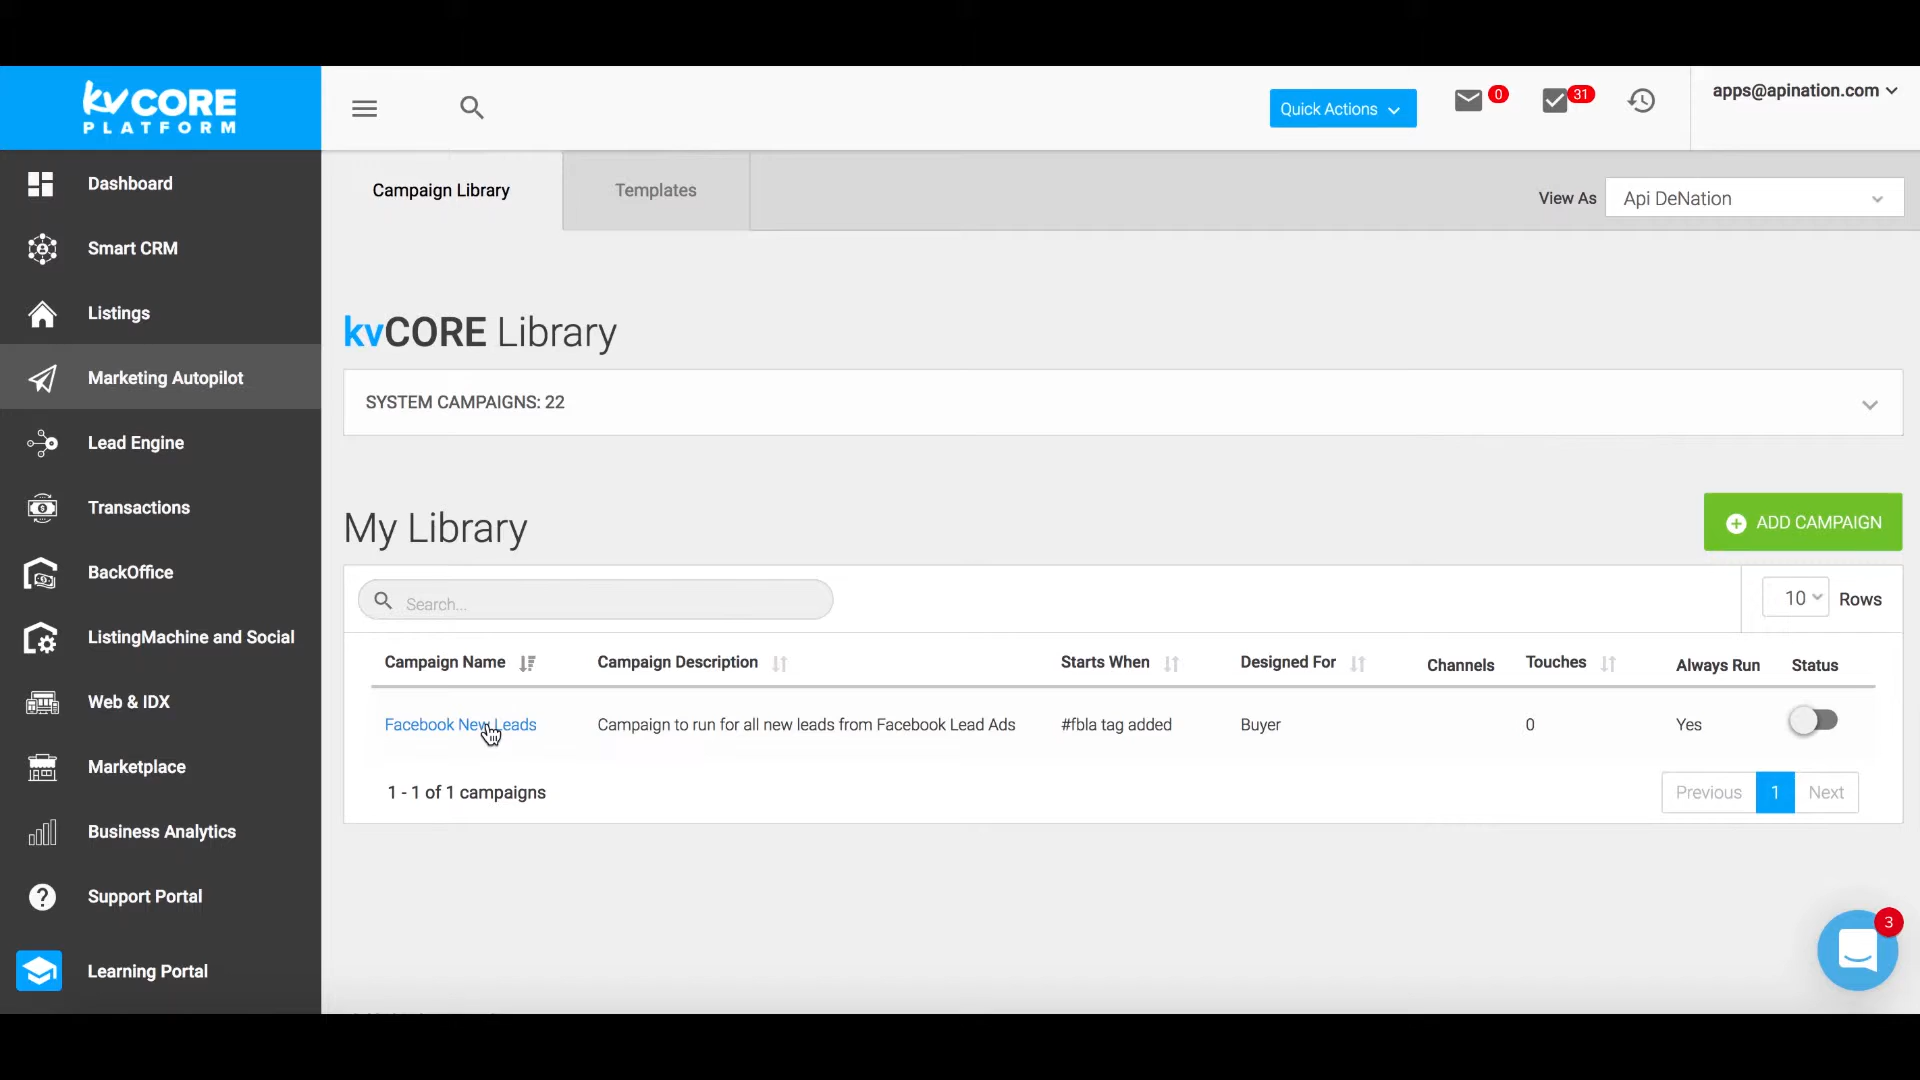 kvCORE
PLATFORM
Quick Actions
0
31
apps@apination.com
Dashboard
Smart CRM
Listings
Marketing Autopilot
Lead Engine
Transactions
BackOffice
ListingMachine and Social
Web & IDX
Marketplace
Business Analytics
Support Portal
Learning Portal
Campaign Library
Templates
View As
Api DeNation
kvCORE Library
SYSTEM CAMPAIGNS: 22
My Library
ADD CAMPAIGN
Search...
10
Rows
Campaign Name
Campaign Description
Starts When
Designed For
Channels
Touches
Always Run
Status
Facebook New Leads
Campaign to run for all new leads from Facebook Lead Ads
#fbla tag added
Buyer
0
Yes
1 - 1 of 1 campaigns
Previous
1
Next
3